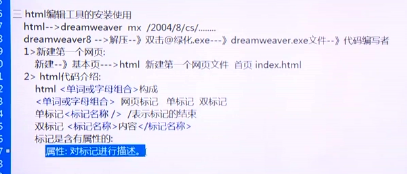 三 html编辑工具的安装使用
html-->dreamweaver mx /2004/8/cs/........
dreamweaver8 -->解压--》双击@绿化.exe---》dreamweaver.exe文件--》代码编写者
1>新建第一个网页:
新建--》基本页--->html 新建第一个网页文件 首页 index.html
2> html代码介绍:
html <单词或字母组合>构成
<单词或字母组合> 网页标记 单标记 双标记
单标记<标记名称 /> /表示标记的结束
双标记 <标记名称>内容</标记名称>
标记是含有属性的:
属性: 对标记进行描述。